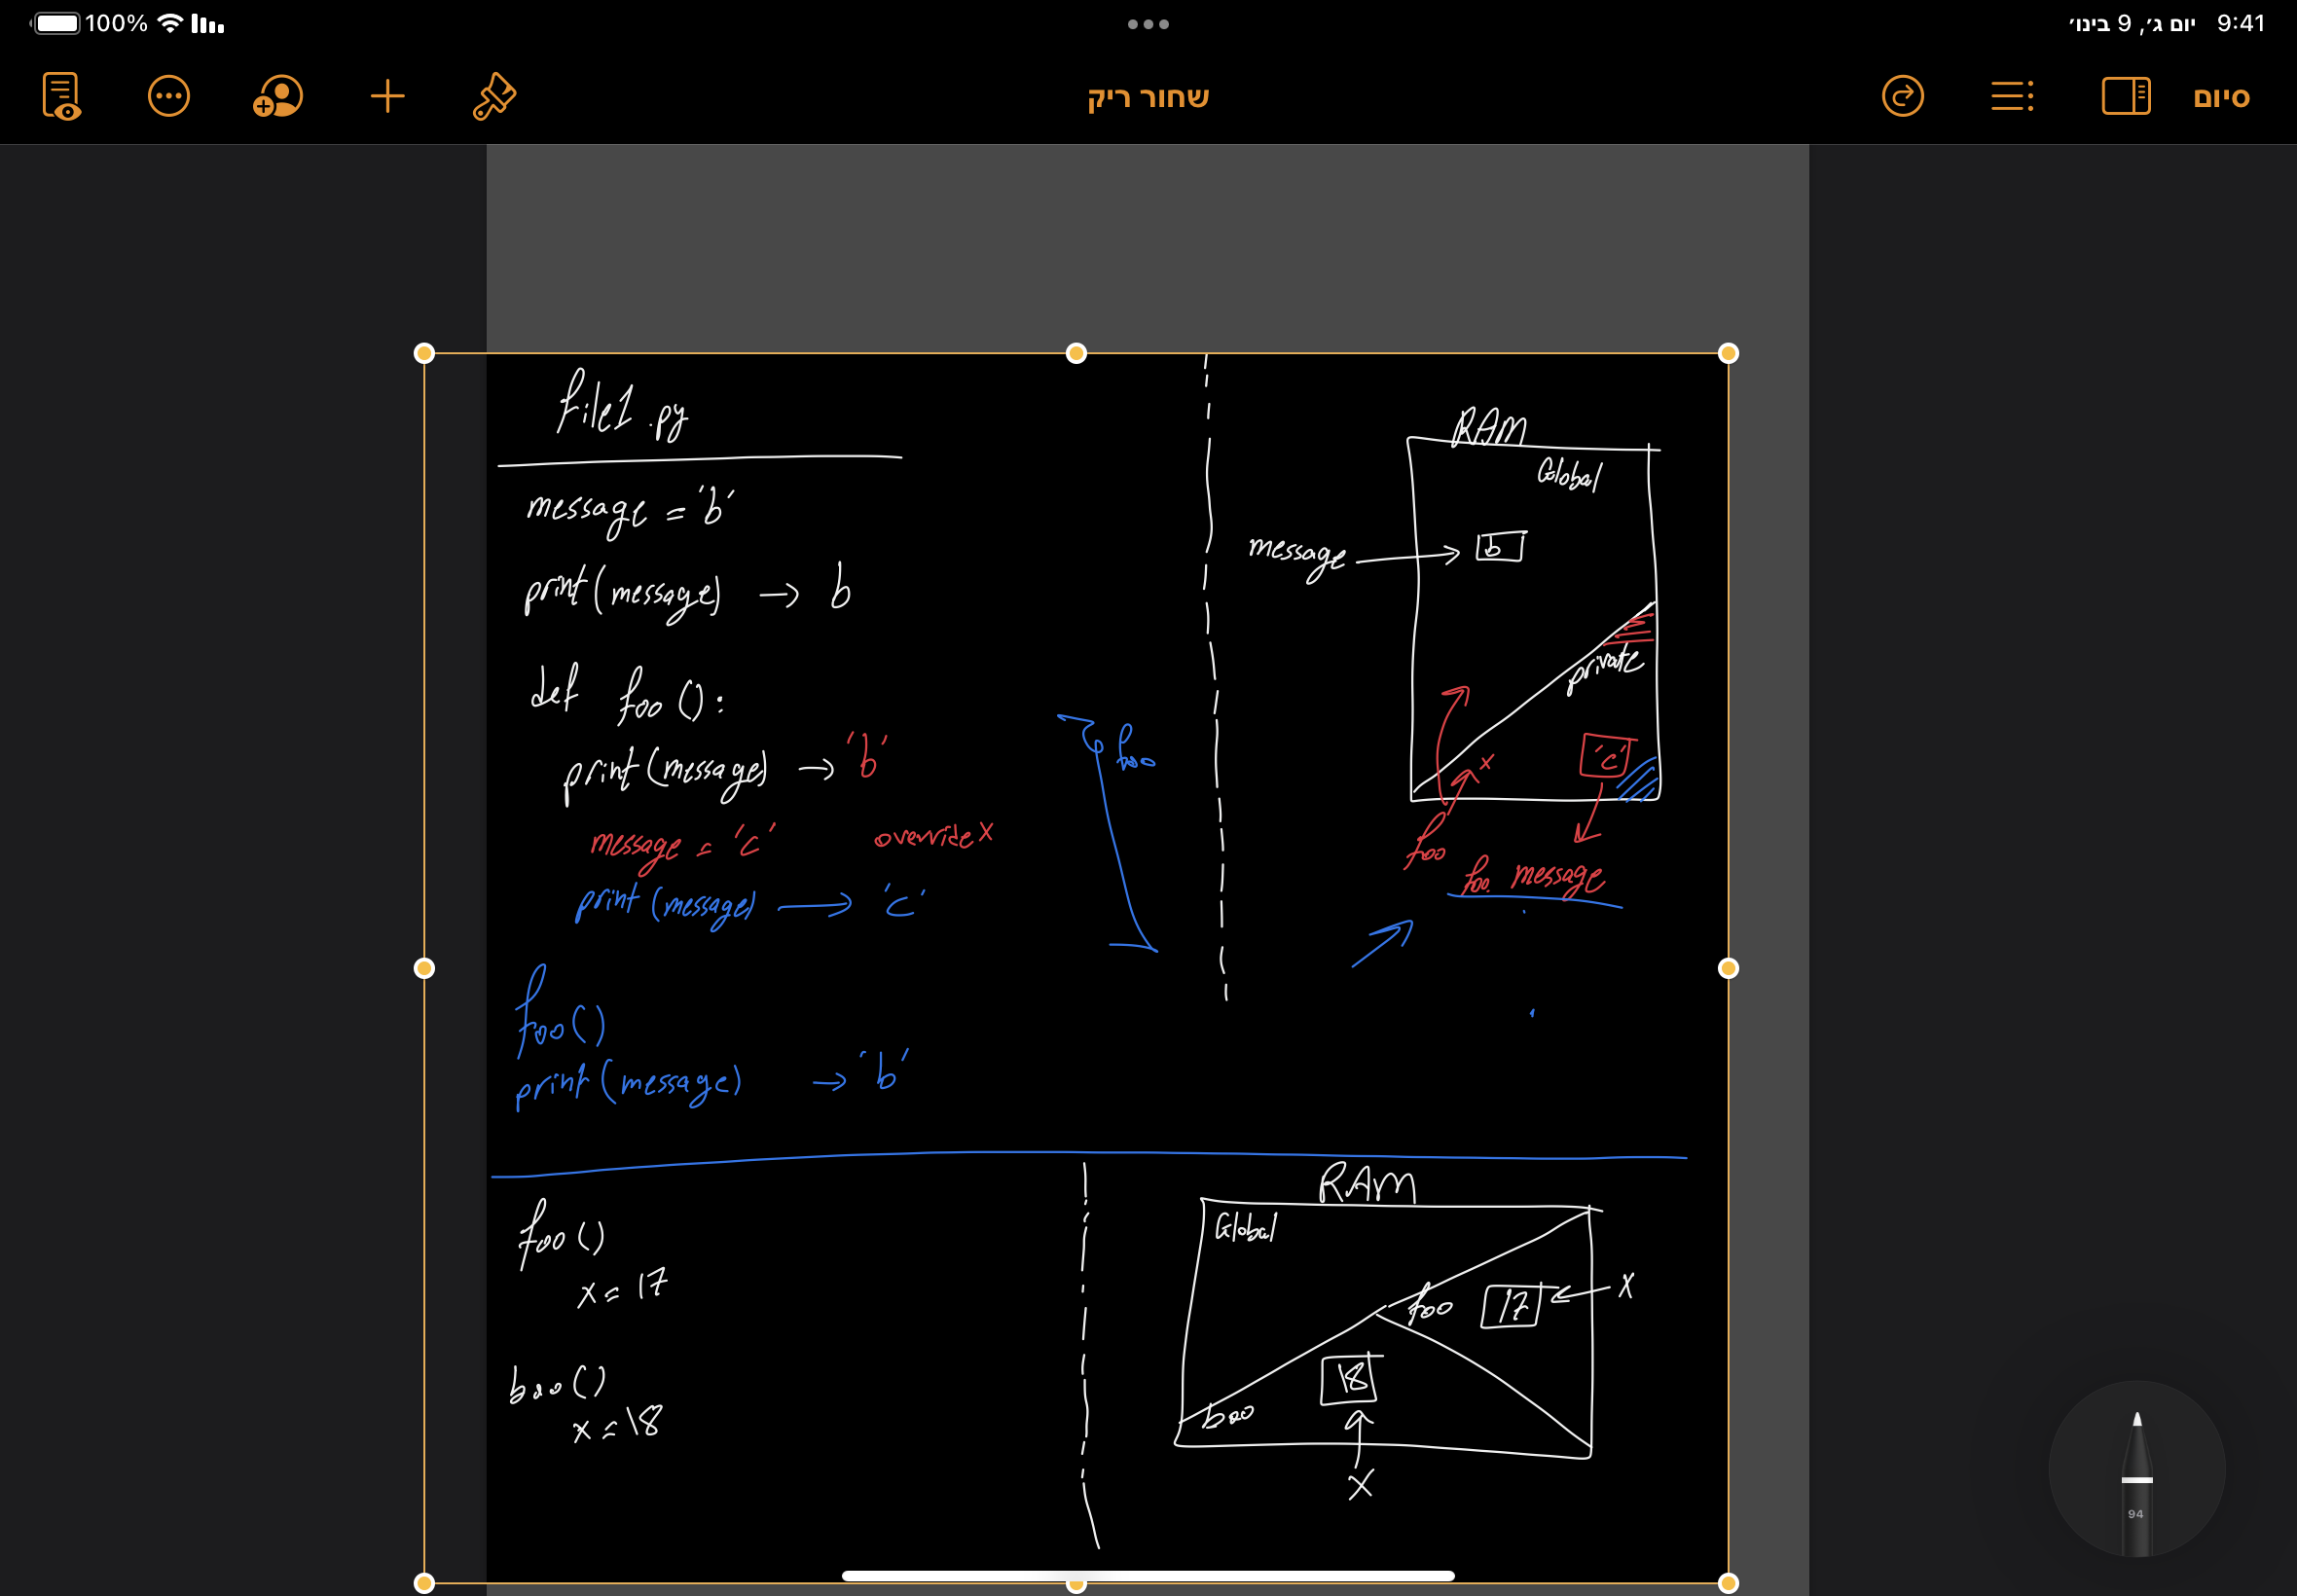 100%
יום ג׳, 9 בינו׳ 9:41
שחור ריק
סיום
file1.py
message = 'b'
print(message) → b
def foo():
print(message) → 'b'
message = 'c' override x
print(message) → 'c'
foo()
print(message) → 'b'
foo
RAM
Global
message → b
private
x
'c'
foo
foo. message
foo()
x = 17
boo()
x = 18
RAM
Global
foo 17 ← x
18
boo
x
94